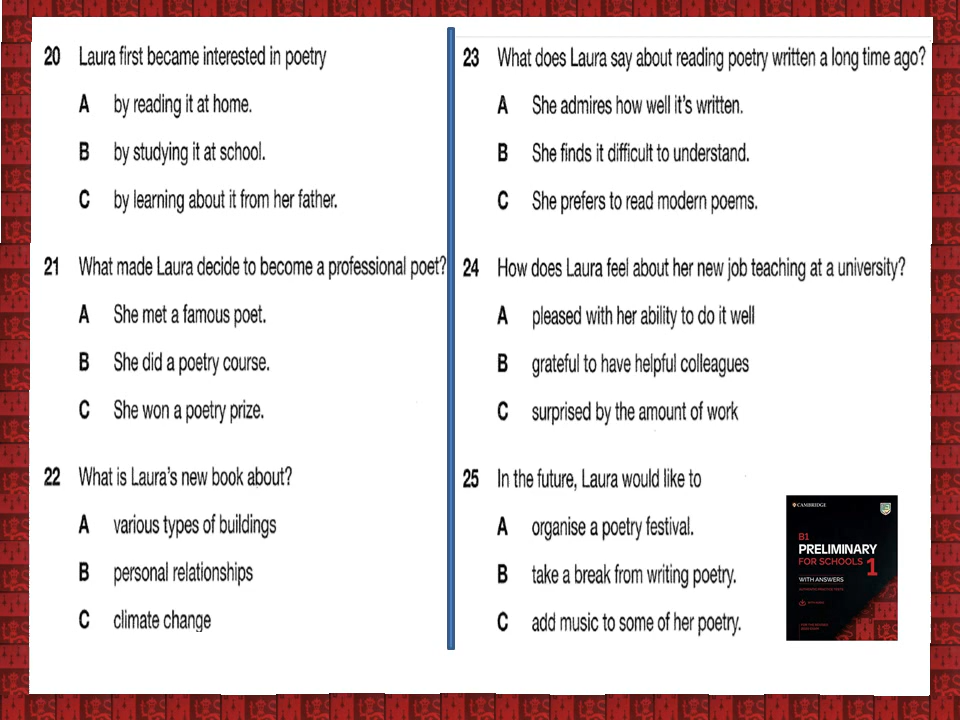 20 Laura first became interested in poetry
A by reading it at home.
B by studying it at school.
C by learning about it from her father.
21 What made Laura decide to become a professional poet?
A She met a famous poet.
B She did a poetry course.
C She won a poetry prize.
22 What is Laura's new book about?
A various types of buildings
B personal relationships
C climate change
23 What does Laura say about reading poetry written a long time ago?
A She admires how well it's written.
B She finds it difficult to understand.
C She prefers to read modern poems.
24 How does Laura feel about her new job teaching at a university?
A pleased with her ability to do it well
B grateful to have helpful colleagues
C surprised by the amount of work
25 In the future, Laura would like to
A organise a poetry festival.
B take a break from writing poetry.
C add music to some of her poetry.
CAMBRIDGE
B1
PRELIMINARY
FOR SCHOOLS 1
WITH ANSWERS